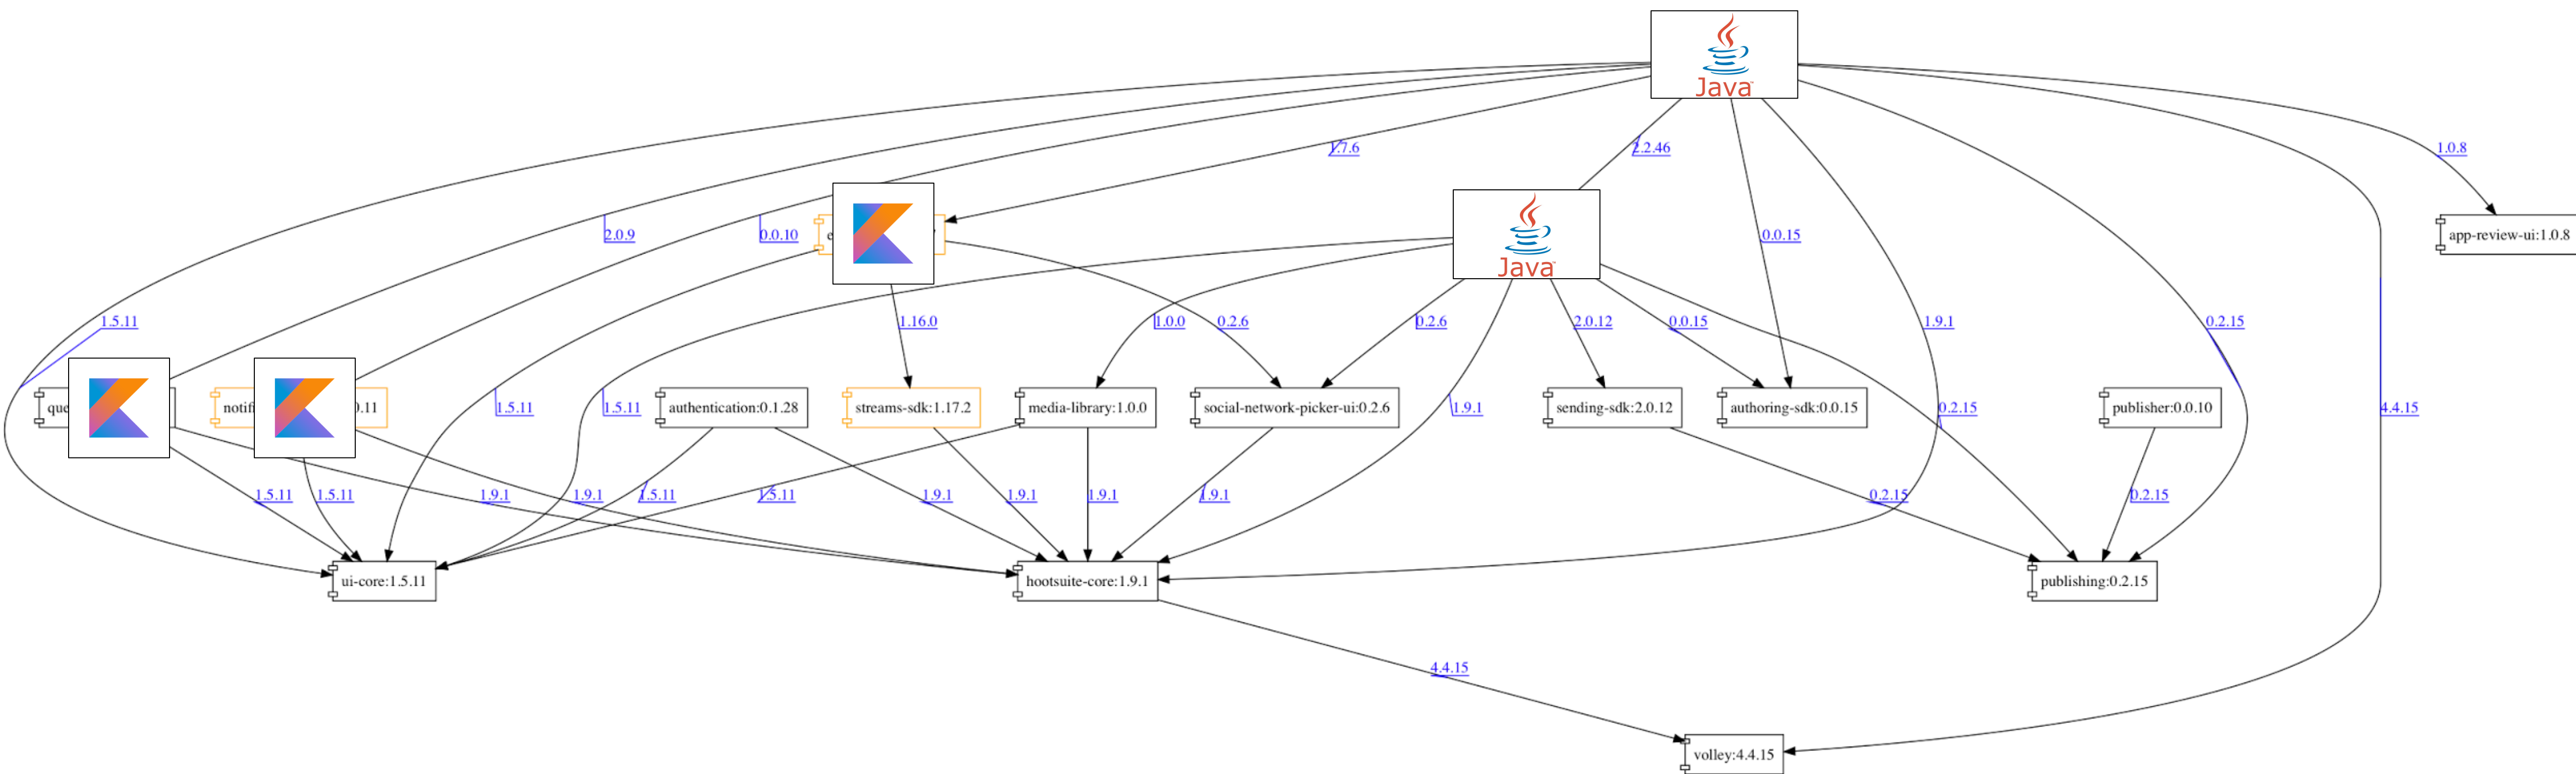 Java
1.7.6
2.2.46
1.0.8
2.0.9
0.0.10
e
Java
0.0.15
app-review-ui:1.0.8
1.5.11
1.16.0
1.0.0
0.2.6
0.2.6
2.0.12
0.0.15
1.9.1
0.2.15
que
notif
0.11
1.5.11
1.5.11
authentication:0.1.28
streams-sdk:1.17.2
media-library:1.0.0
social-network-picker-ui:0.2.6
1.9.1
sending-sdk:2.0.12
authoring-sdk:0.0.15
0.2.15
publisher:0.0.10
4.4.15
1.5.11
1.5.11
1.9.1
1.9.1
1.5.11
1.5.11
1.9.1
1.9.1
1.9.1
1.9.1
0.2.15
0.2.15
ui-core:1.5.11
hootsuite-core:1.9.1
publishing:0.2.15
4.4.15
volley:4.4.15